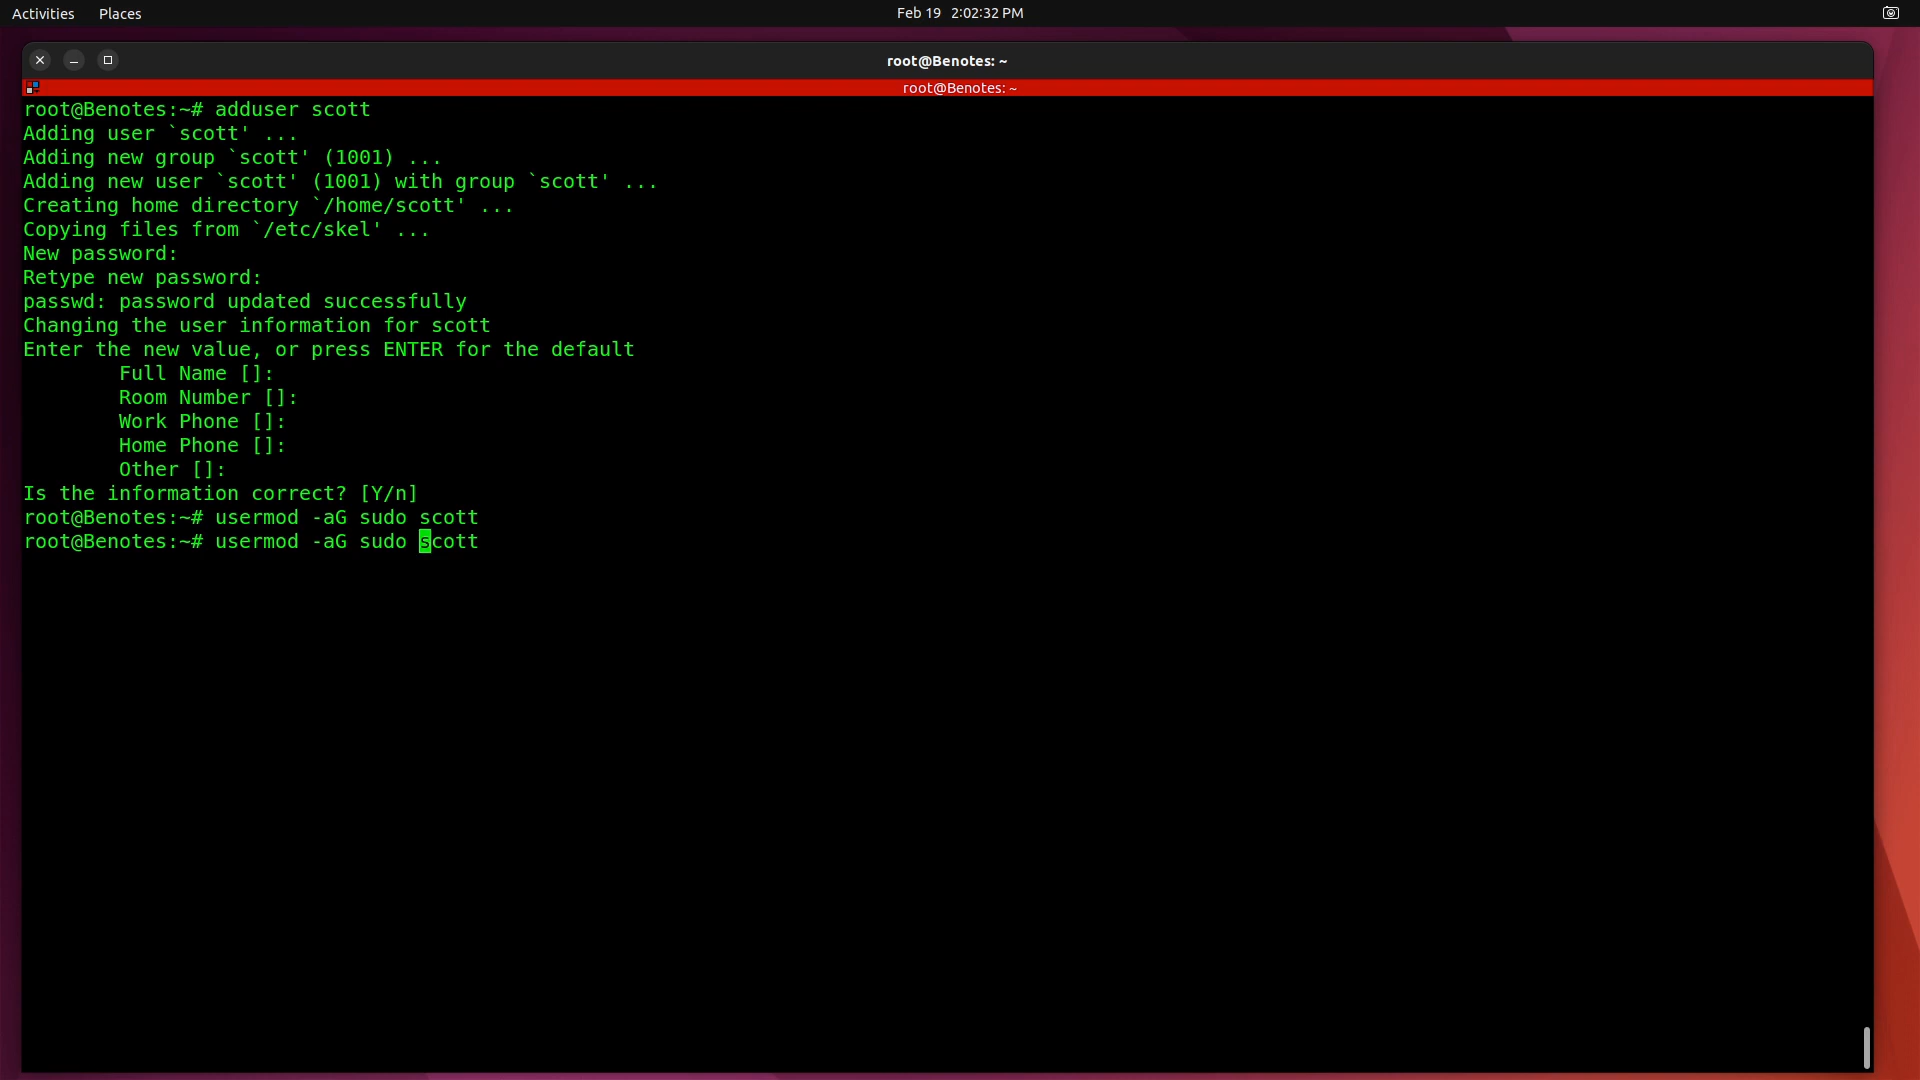 Activities Places Feb 19 2:02:32 PM
root@Benotes: ~
root@Benotes: ~
root@Benotes:~# adduser scott
Adding user `scott' ...
Adding new group `scott' (1001) ...
Adding new user `scott' (1001) with group `scott' ...
Creating home directory `/home/scott' ...
Copying files from `/etc/skel' ...
New password:
Retype new password:
passwd: password updated successfully
Changing the user information for scott
Enter the new value, or press ENTER for the default
        Full Name []:
        Room Number []:
        Work Phone []:
        Home Phone []:
        Other []:
Is the information correct? [Y/n]
root@Benotes:~# usermod -aG sudo scott
root@Benotes:~# usermod -aG sudo scott